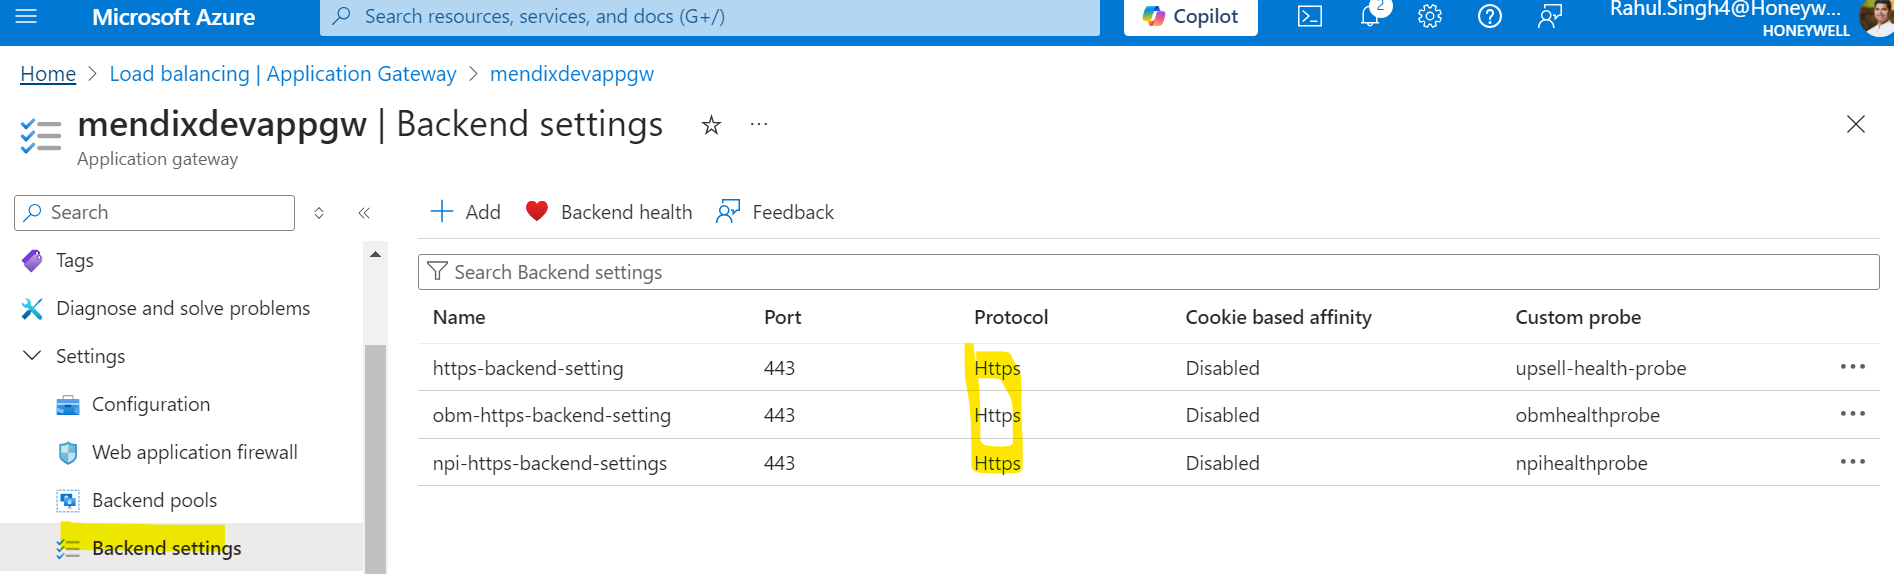 Microsoft Azure
Search resources, services, and docs (G+/)
Copilot
2
Rahul.Singh4@Honeyw...
HONEYWELL
Home > Load balancing | Application Gateway > mendixdevappgw
mendixdevappgw | Backend settings
Application gateway
Search
Add
Backend health
Feedback
Tags
Diagnose and solve problems
Settings
Configuration
Web application firewall
Backend pools
Backend settings
Search Backend settings
Name Port Protocol Cookie based affinity Custom probe
https-backend-setting 443 Https Disabled upsell-health-probe
obm-https-backend-setting 443 Https Disabled obmhealthprobe
npi-https-backend-settings 443 Https Disabled npihealthprobe